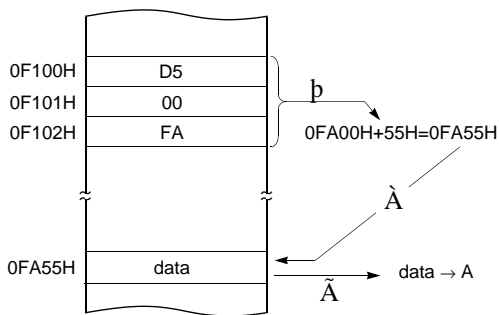 0F100H D5
0F101H 00 þ
0F102H FA 0FA00H+55H=0FA55H
À
0FA55H data data → A
Ã